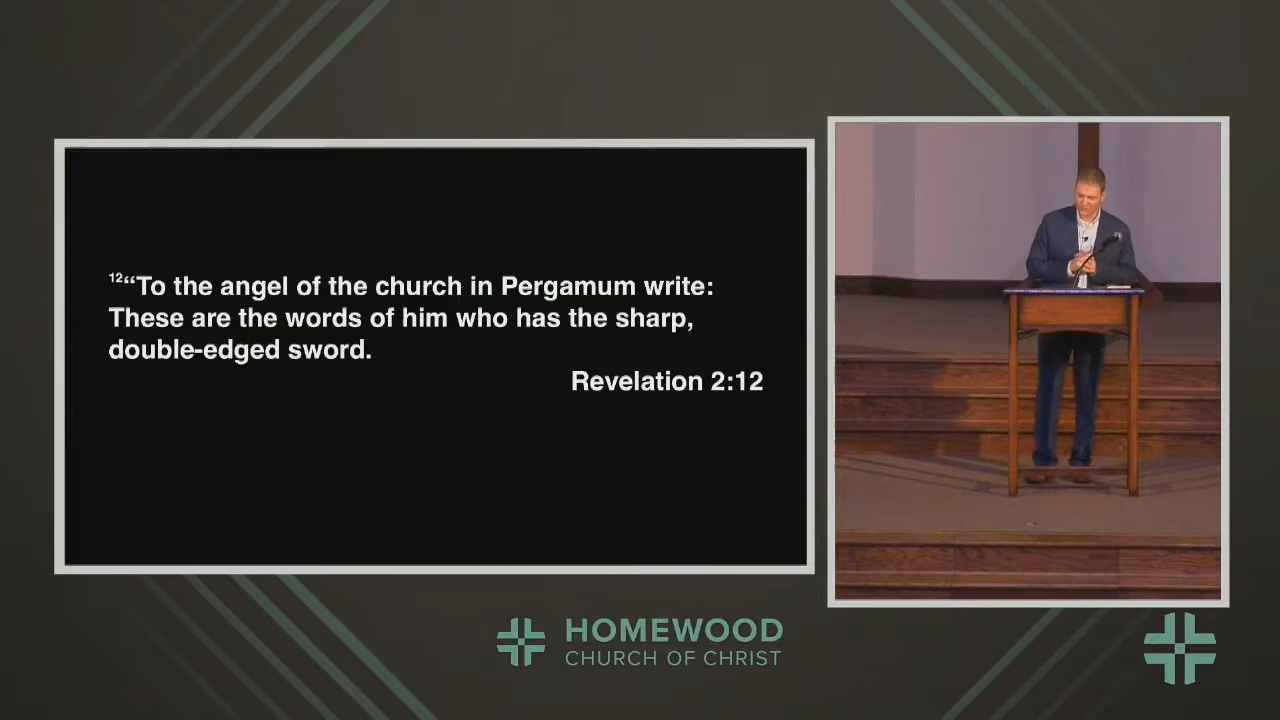 ¹²“To the angel of the church in Pergamum write:
These are the words of him who has the sharp,
double-edged sword.
Revelation 2:12
HOMEWOOD
CHURCH OF CHRIST